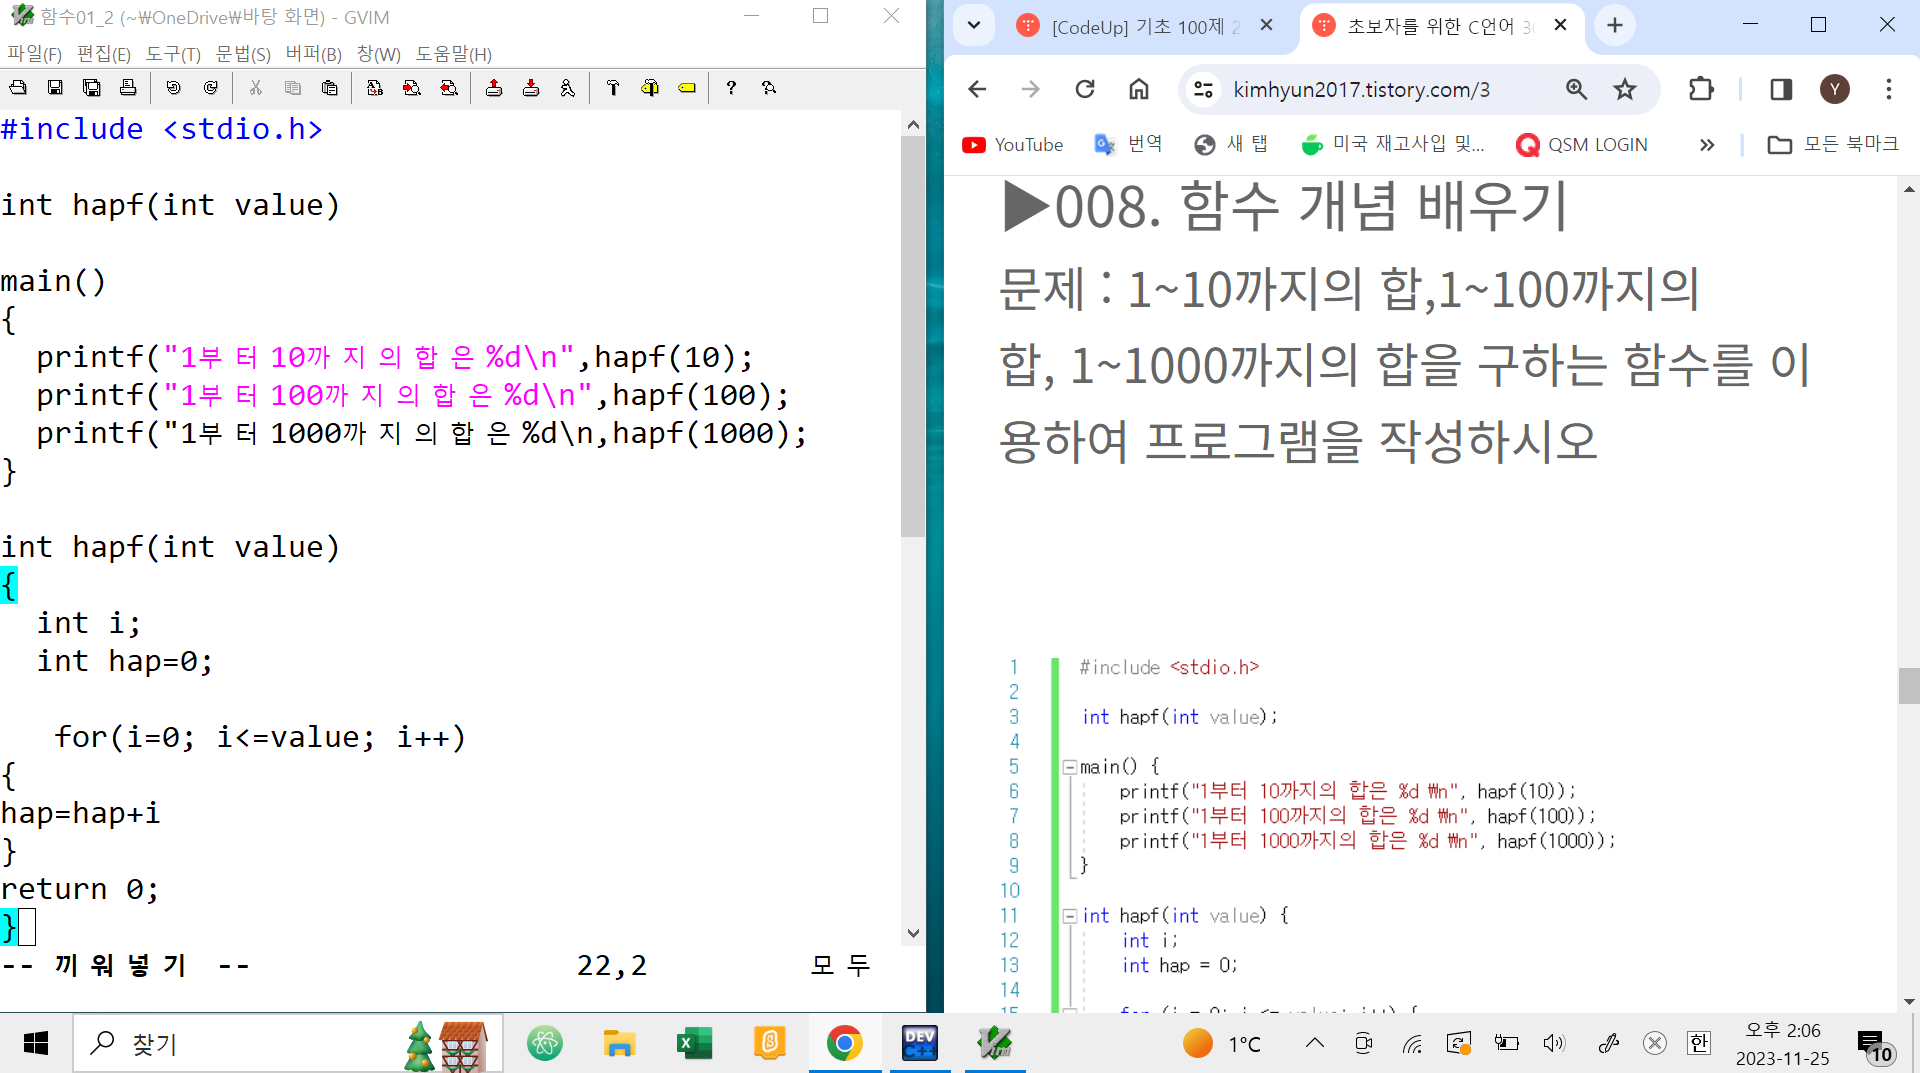 함수01_2 (~₩OneDrive₩바탕 화면) - GVIM
파일(F) 편집(E) 도구(T) 문법(S) 버퍼(B) 창(W) 도움말(H)
#include <stdio.h>
int hapf(int value)
main()
{
printf("1부 터 10까 지 의 합 은 %d\n",hapf(10);
printf("1부 터 100까 지 의 합 은 %d\n",hapf(100);
printf("1부 터 1000까 지 의 합 은 %d\n,hapf(1000);
}
int hapf(int value)
{
int i;
int hap=0;
for(i=0; i<=value; i++)
{
hap=hap+i
}
return 0;
}
-- 끼 워 넣 기 -- 22,2 모 두
[CodeUp] 기초 100제 2
초보자를 위한 C언어 30
kimhyun2017.tistory.com/3
Y
YouTube 번역 새 탭 미국 재고사입 및... QSM LOGIN » 모든 북마크
▶008. 함수 개념 배우기
문제 : 1~10까지의 합,1~100까지의
합, 1~1000까지의 합을 구하는 함수를 이
용하여 프로그램을 작성하시오
1 #include <stdio.h>
2
3 int hapf(int value);
4
5 main() {
6 printf("1부터 10까지의 합은 %d ₩n", hapf(10));
7 printf("1부터 100까지의 합은 %d ₩n", hapf(100));
8 printf("1부터 1000까지의 합은 %d ₩n", hapf(1000));
9 }
10
11 int hapf(int value) {
12 int i;
13 int hap = 0;
14
15 for (i = 0; i <= value; i++) {
찾기
DEV C++
1°C
한
오후 2:06
2023-11-25
10